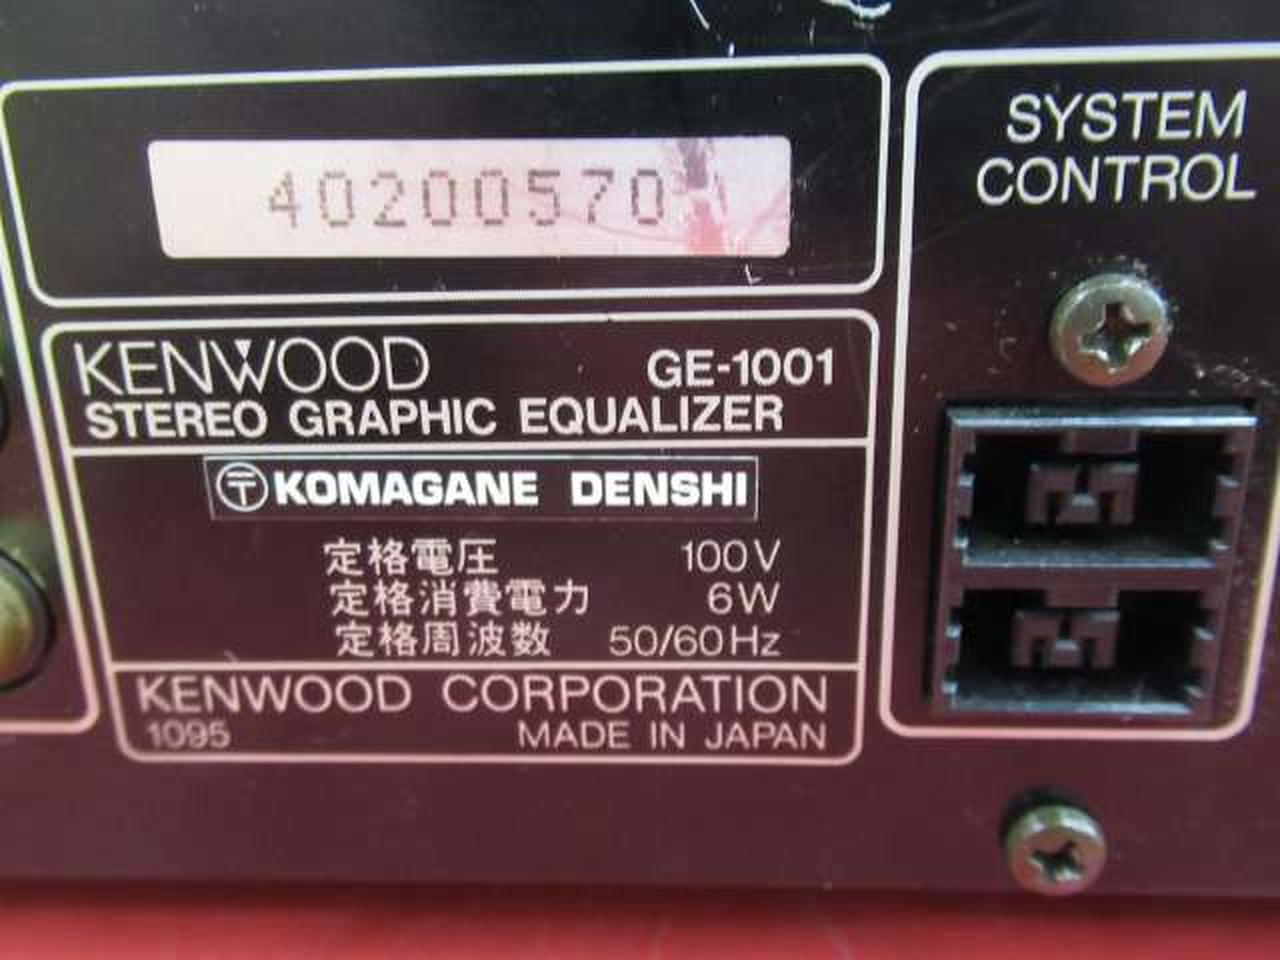 40200570
KENWOOD GE-1001
STEREO GRAPHIC EQUALIZER
〒 KOMAGANE DENSHI
定格電圧 100V
定格消費電力 6W
定格周波数 50/60Hz
KENWOOD CORPORATION
1095 MADE IN JAPAN
SYSTEM
CONTROL